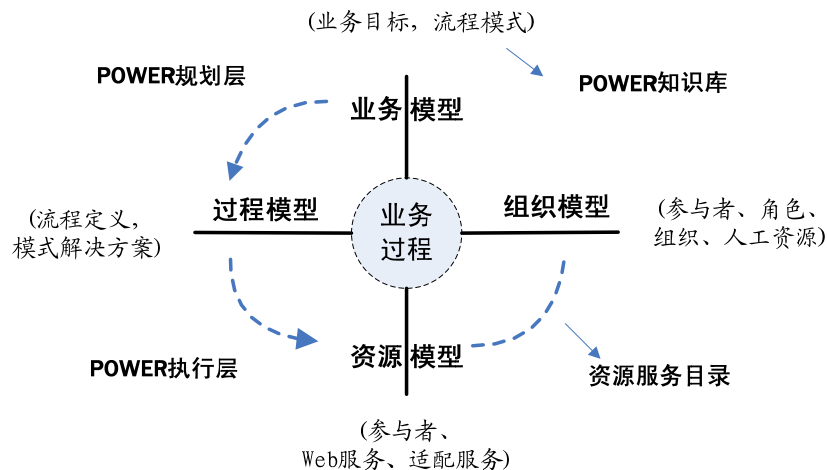 (业务目标，流程模式)
POWER规划层
POWER知识库
业务模型
过程模型
组织模型
业务
过程
(流程定义，
模式解决方案)
(参与者、角色、
组织、人工资源)
资源模型
POWER执行层
资源服务目录
(参与者、
Web服务、适配服务)